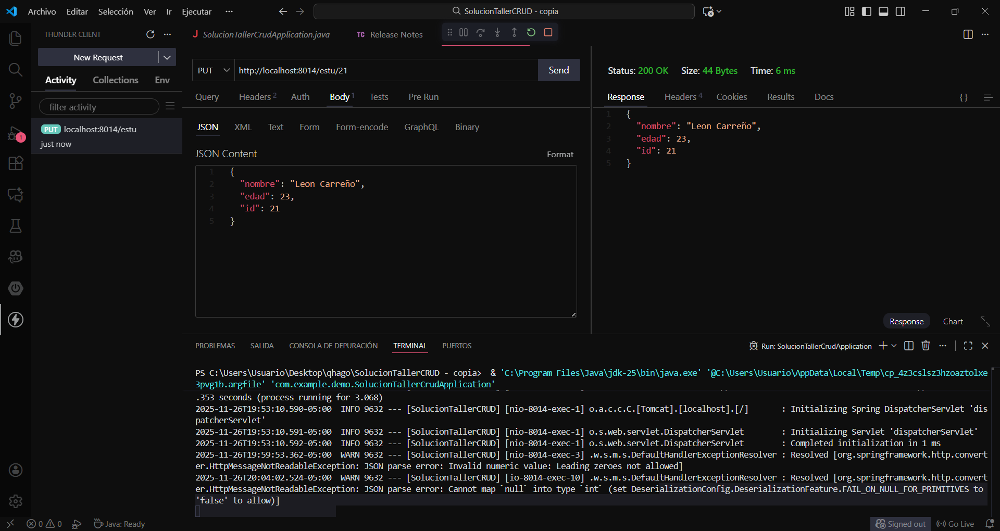 Archivo Editar Selección Ver Ir Ejecutar ···
SolucionTallerCRUD - copia
THUNDER CLIENT
New Request
Activity Collections Env
filter activity
PUT localhost:8014/estu
just now
1
J SolucionTallerCrudApplication.java
TC Release Notes
PUT http://localhost:8014/estu/21 Send
Query Headers 2 Auth Body 1 Tests Pre Run
JSON XML Text Form Form-encode GraphQL Binary
JSON Content Format
1 {
2 "nombre": "Leon Carreño",
3 "edad": 23,
4 "id": 21
5 }
Status: 200 OK Size: 44 Bytes Time: 6 ms
Response Headers 4 Cookies Results Docs {}
1 {
2 "nombre": "Leon Carreño",
3 "edad": 23,
4 "id": 21
5 }
Response Chart
PROBLEMAS SALIDA CONSOLA DE DEPURACIÓN TERMINAL PUERTOS
Run: SolucionTallerCrudApplication
PS C:\Users\Usuario\Desktop\qhago\SolucionTallerCRUD - copia> & 'C:\Program Files\Java\jdk-25\bin\java.exe' '@C:\Users\Usuario\AppData\Local\Temp\cp_4z3cslsz3hzoaztolxe
3pvg1b.argfile' 'com.example.demo.SolucionTallerCrudApplication'
.353 seconds (process running for 3.068)
2025-11-26T19:53:10.590-05:00 INFO 9632 --- [SolucionTallerCRUD] [nio-8014-exec-1] o.a.c.c.C.[Tomcat].[localhost].[/] : Initializing Spring DispatcherServlet 'dis
patcherServlet'
2025-11-26T19:53:10.591-05:00 INFO 9632 --- [SolucionTallerCRUD] [nio-8014-exec-1] o.s.web.servlet.DispatcherServlet : Initializing Servlet 'dispatcherServlet'
2025-11-26T19:53:10.592-05:00 INFO 9632 --- [SolucionTallerCRUD] [nio-8014-exec-1] o.s.web.servlet.DispatcherServlet : Completed initialization in 1 ms
2025-11-26T19:59:53.362-05:00 WARN 9632 --- [SolucionTallerCRUD] [nio-8014-exec-3] .w.s.m.s.DefaultHandlerExceptionResolver : Resolved [org.springframework.http.convert
er.HttpMessageNotReadableException: JSON parse error: Invalid numeric value: Leading zeroes not allowed]
2025-11-26T20:04:02.524-05:00 WARN 9632 --- [SolucionTallerCRUD] [io-8014-exec-10] .w.s.m.s.DefaultHandlerExceptionResolver : Resolved [org.springframework.http.convert
er.HttpMessageNotReadableException: JSON parse error: Cannot map `null` into type `int` (set DeserializationConfig.DeserializationFeature.FAIL_ON_NULL_FOR_PRIMITIVES to
'false' to allow)]
0 0 Java: Ready
Signed out Go Live